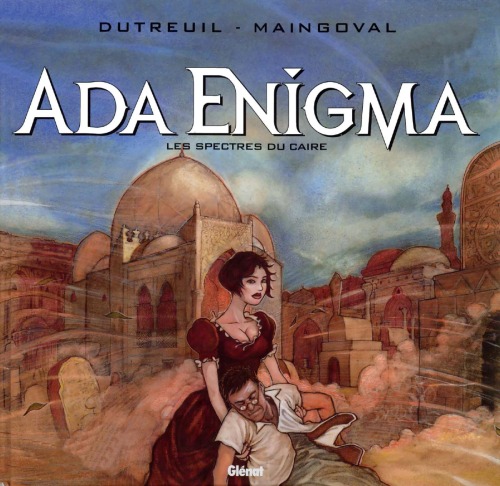 DUTREUIL - MAINGOVAL
ADA ENIGMA
LES SPECTRES DU CAIRE
Glénat